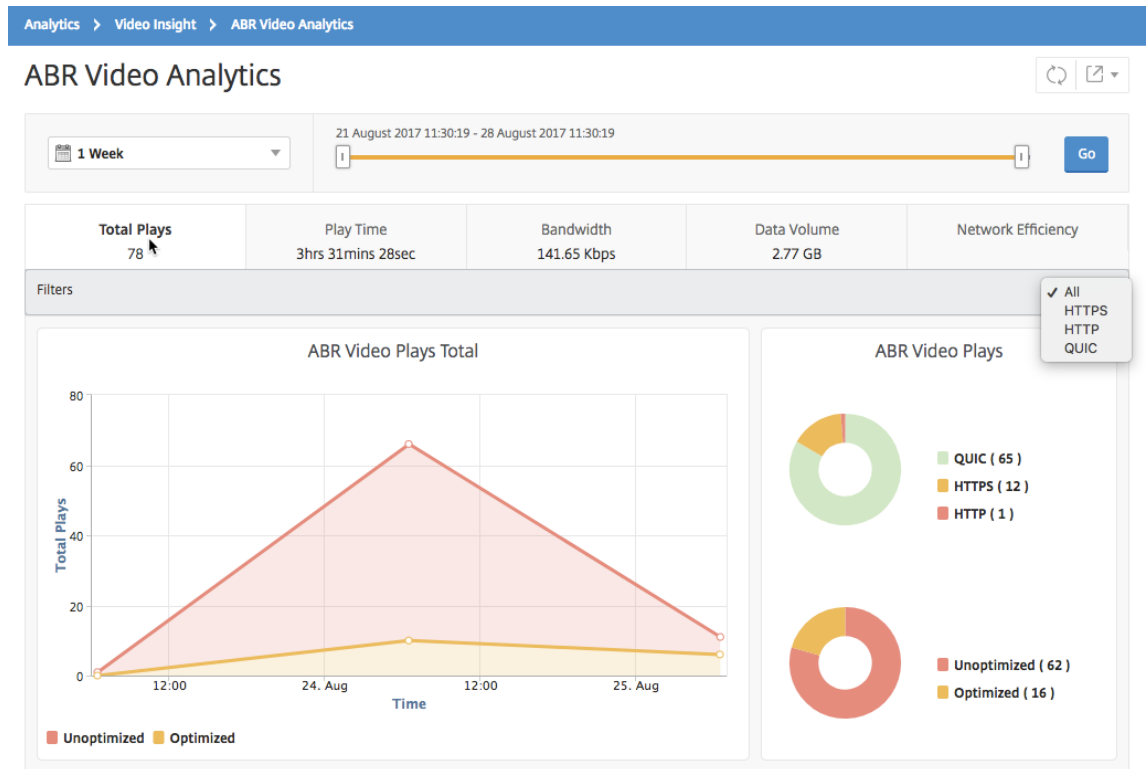 Analytics > Video Insight > ABR Video Analytics
ABR Video Analytics
21 August 2017 11:30:19 - 28 August 2017 11:30:19
1 Week
Go
Total Plays
78
Play Time
3hrs 31mins 28sec
Bandwidth
141.65 Kbps
Data Volume
2.77 GB
Network Efficiency
Filters
✓ All
HTTPS
HTTP
QUIC
ABR Video Plays Total
80
60
40
20
0
Total Plays
12:00
24. Aug
12:00
25. Aug
Time
Unoptimized
Optimized
ABR Video Plays
QUIC ( 65 )
HTTPS ( 12 )
HTTP ( 1 )
Unoptimized ( 62 )
Optimized ( 16 )